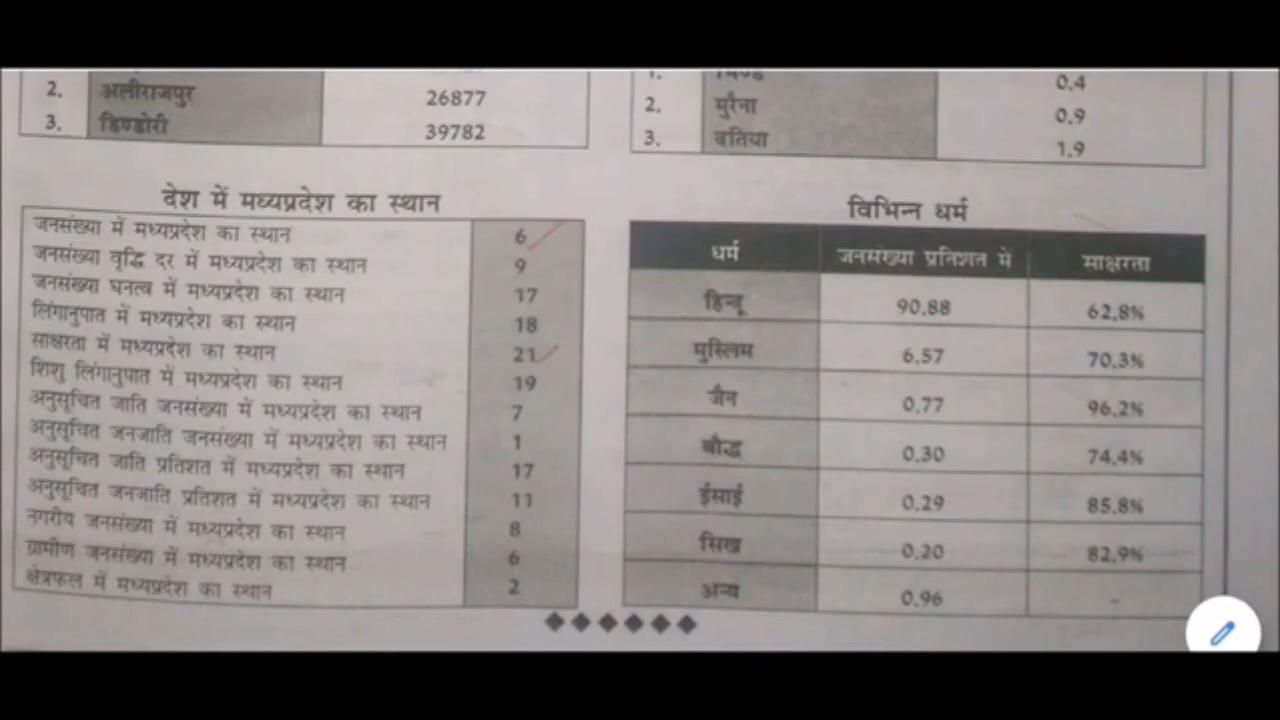 2. अलीराजपुर 26877
3. डिण्डोरी 39782
1. भिण्ड 0.4
2. मुरैना 0.9
3. दतिया 1.9
देश में मध्यप्रदेश का स्थान
जनसंख्या में मध्यप्रदेश का स्थान 6
जनसंख्या वृद्धि दर में मध्यप्रदेश का स्थान 9
जनसंख्या घनत्व में मध्यप्रदेश का स्थान 17
लिंगानुपात में मध्यप्रदेश का स्थान 18
साक्षरता में मध्यप्रदेश का स्थान 21
शिशु लिंगानुपात में मध्यप्रदेश का स्थान 19
अनुसूचित जाति जनसंख्या में मध्यप्रदेश का स्थान 7
अनुसूचित जनजाति जनसंख्या में मध्यप्रदेश का स्थान 1
अनुसूचित जाति प्रतिशत में मध्यप्रदेश का स्थान 17
अनुसूचित जनजाति प्रतिशत में मध्यप्रदेश का स्थान 11
नगरीय जनसंख्या में मध्यप्रदेश का स्थान 8
ग्रामीण जनसंख्या में मध्यप्रदेश का स्थान 6
क्षेत्रफल में मध्यप्रदेश का स्थान 2
विभिन्न धर्म
धर्म जनसंख्या प्रतिशत में साक्षरता
हिन्दू 90.88 62.8%
मुस्लिम 6.57 70.3%
जैन 0.77 96.2%
बौद्ध 0.30 74.4%
ईसाई 0.29 85.8%
सिख 0.20 82.9%
अन्य 0.96 -